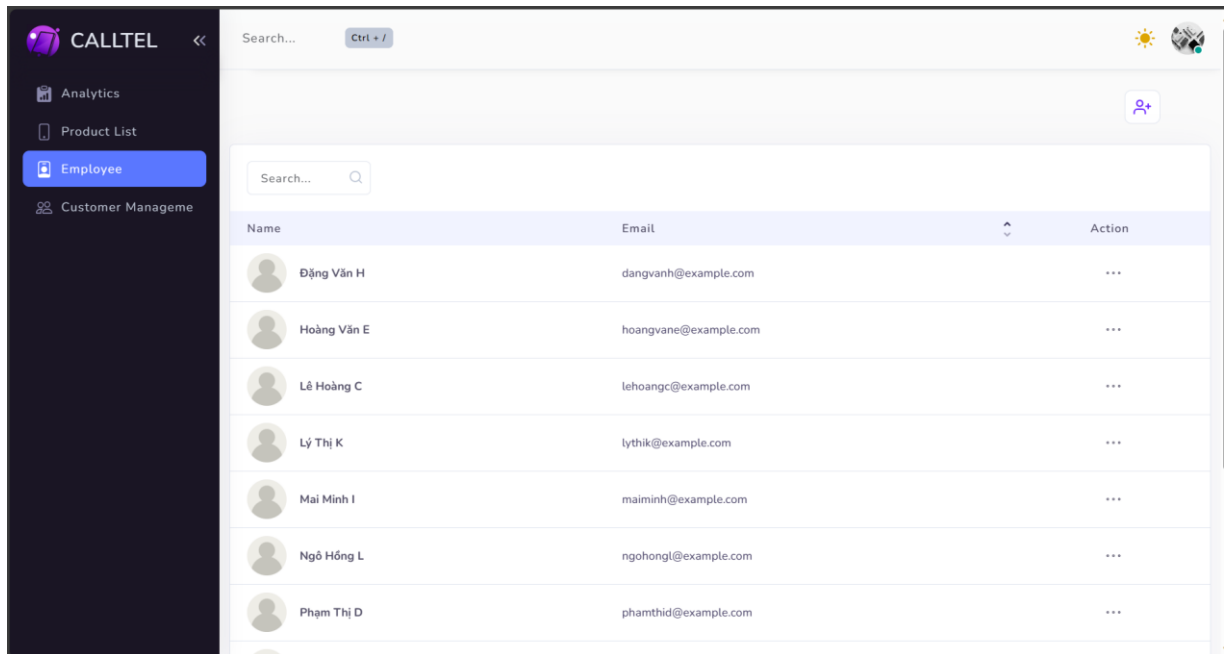 CALLTEL
Search... Ctrl + /
Analytics
Product List
Employee
Customer Manageme
Search...
Name Email Action
Đặng Văn H dangvanh@example.com
Hoàng Văn E hoangvane@example.com
Lê Hoàng C lehoangc@example.com
Lý Thị K lythik@example.com
Mai Minh I maiminh@example.com
Ngô Hồng L ngohongl@example.com
Phạm Thị D phamthid@example.com